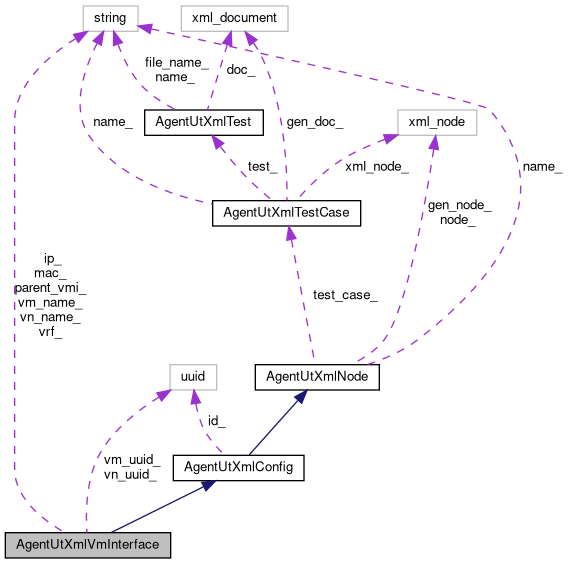 string
xml_document
file_name_
name_
doc_
AgentUtXmlTest
name_
gen_doc_
xml_node
test_
xml_node_
name_
AgentUtXmlTestCase
gen_node_
node_
ip_
mac_
parent_vmi_
vm_name_
vn_name_
vrf_
test_case_
uuid
AgentUtXmlNode
id_
vm_uuid_
vn_uuid_
AgentUtXmlConfig
AgentUtXmlVmInterface